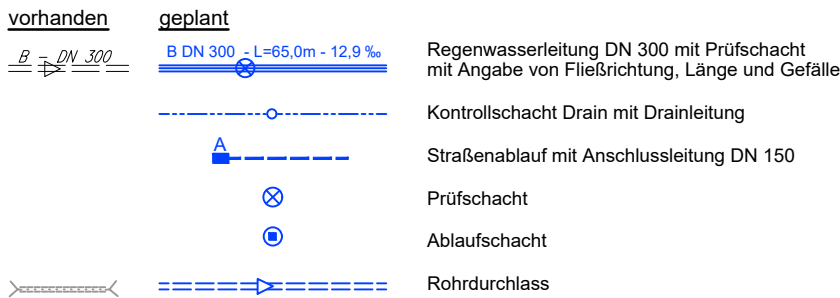 vorhanden
geplant
B - DN 300
B DN 300 - L=65,0m - 12,9 ‰
Regenwasserleitung DN 300 mit Prüfschacht
mit Angabe von Fließrichtung, Länge und Gefälle
Kontrollschacht Drain mit Drainleitung
A
Straßenablauf mit Anschlussleitung DN 150
Prüfschacht
Ablaufschacht
Rohrdurchlass